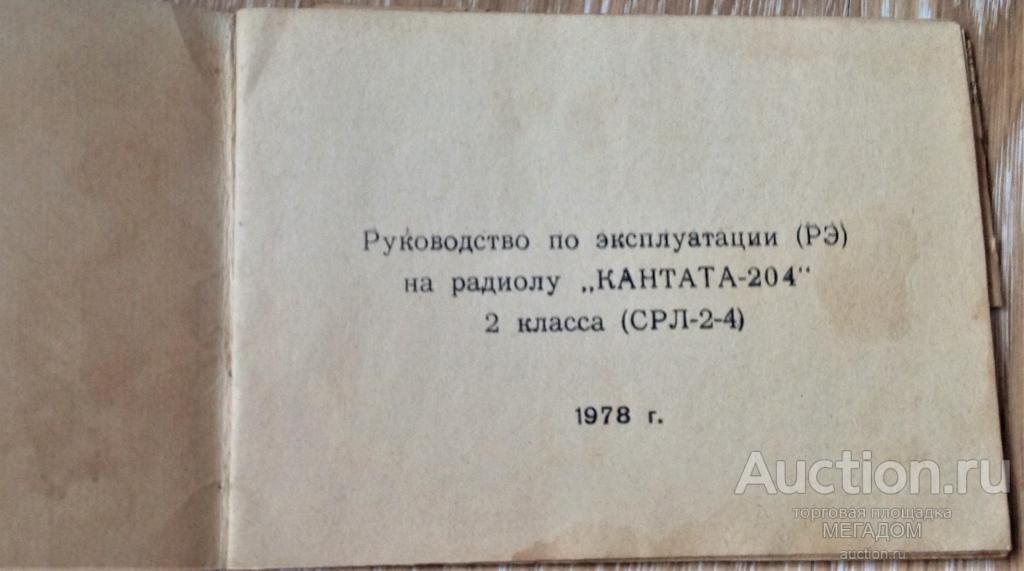 Руководство по эксплуатации (РЭ)
на радиолу „КАНТАТА-204"
2 класса (СРЛ-2-4)
1978 г.
Auction.ru
торговая площадка
МЕГАДОМ
auction.ru